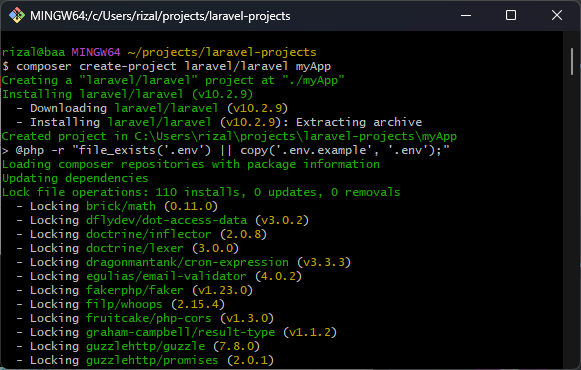 MINGW64:/c/Users/rizal/projects/laravel-projects
rizal@baa MINGW64 ~/projects/laravel-projects
$ composer create-project laravel/laravel myApp
Creating a "laravel/laravel" project at "./myApp"
Installing laravel/laravel (v10.2.9)
  - Downloading laravel/laravel (v10.2.9)
  - Installing laravel/laravel (v10.2.9): Extracting archive
Created project in C:\Users\rizal\projects\laravel-projects\myApp
> @php -r "file_exists('.env') || copy('.env.example', '.env');"
Loading composer repositories with package information
Updating dependencies
Lock file operations: 110 installs, 0 updates, 0 removals
  - Locking brick/math (0.11.0)
  - Locking dflydev/dot-access-data (v3.0.2)
  - Locking doctrine/inflector (2.0.8)
  - Locking doctrine/lexer (3.0.0)
  - Locking dragonmantank/cron-expression (v3.3.3)
  - Locking egulias/email-validator (4.0.2)
  - Locking fakerphp/faker (v1.23.0)
  - Locking filp/whoops (2.15.4)
  - Locking fruitcake/php-cors (v1.3.0)
  - Locking graham-campbell/result-type (v1.1.2)
  - Locking guzzlehttp/guzzle (7.8.0)
  - Locking guzzlehttp/promises (2.0.1)